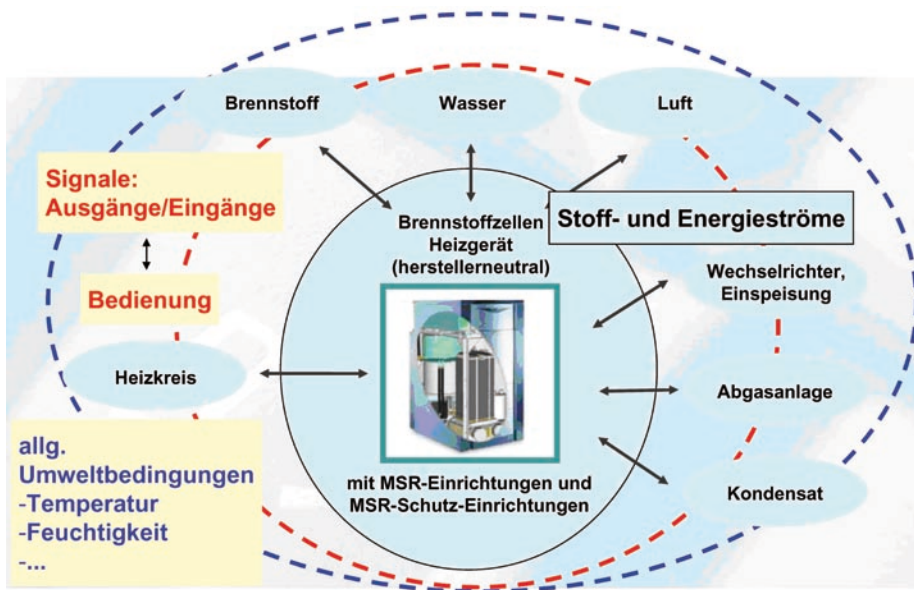 Brennstoff
Wasser
Luft
Signale:
Ausgänge/Eingänge
Brennstoffzellen
Heizgerät
(herstellerneutral)
Stoff- und Energieströme
Bedienung
Wechselrichter,
Einspeisung
Heizkreis
Abgasanlage
allg.
Umweltbedingungen
-Temperatur
-Feuchtigkeit
-...
mit MSR-Einrichtungen und
MSR-Schutz-Einrichtungen
Kondensat